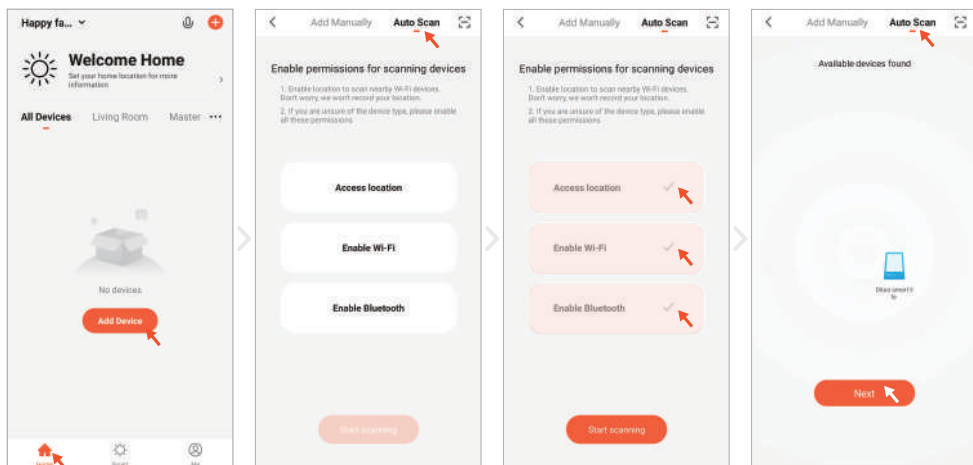 Happy fa...
Welcome Home
Set your home location for more
information
All Devices Living Room Master
No devices
Add Device
Home
Smart
Me
Add Manually Auto Scan
Enable permissions for scanning devices
1. Enable location to scan nearby Wi-Fi devices.
Don't worry, we won't record your location.
2. If you are unsure of the device type, please enable
all these permissions
Access location
Enable Wi-Fi
Enable Bluetooth
Start scanning
Add Manually Auto Scan
Enable permissions for scanning devices
1. Enable location to scan nearby Wi-Fi devices.
Don't worry, we won't record your location.
2. If you are unsure of the device type, please enable
all these permissions
Access location
Enable Wi-Fi
Enable Bluetooth
Start scanning
Add Manually Auto Scan
Available devices found
Next